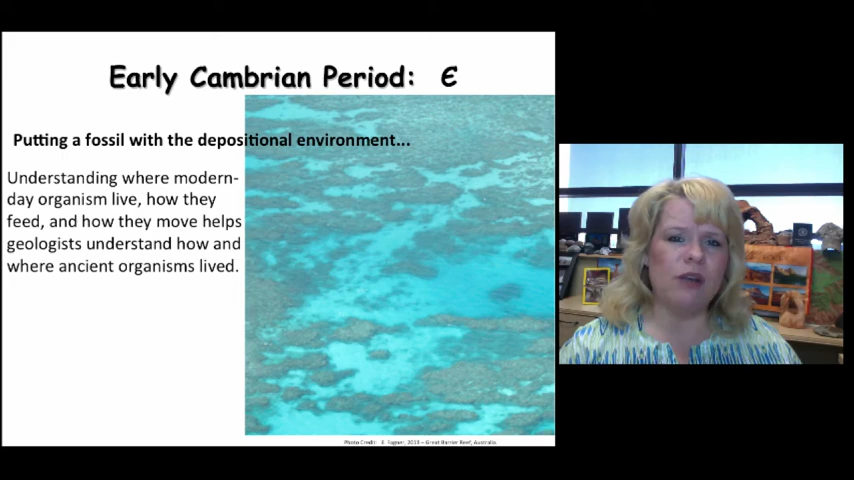 Early Cambrian Period: Є
Putting a fossil with the depositional environment...
Understanding where modern-
day organism live, how they
feed, and how they move helps
geologists understand how and
where ancient organisms lived.
Photo Credit: E. Fagner, 2013 – Great Barrier Reef, Australia.